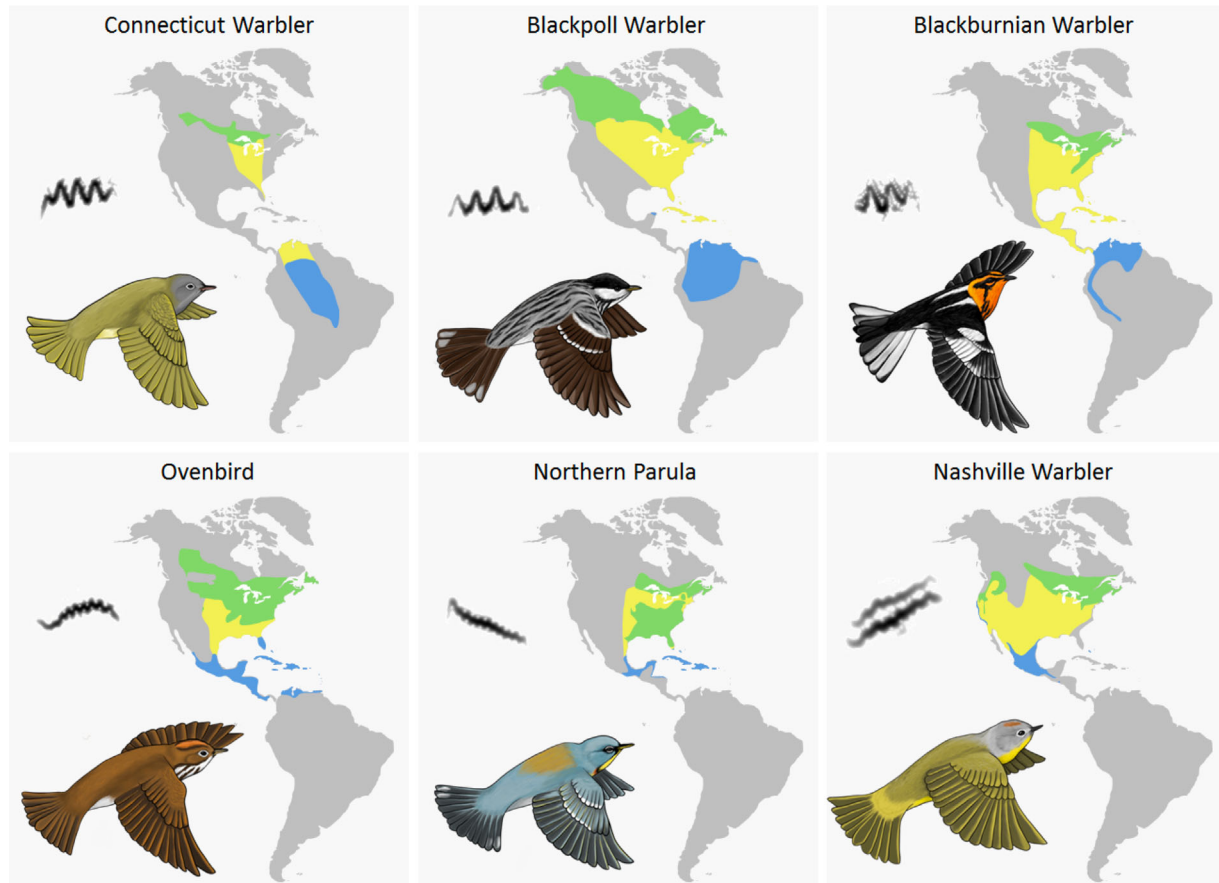 Connecticut Warbler
Blackpoll Warbler
Blackburnian Warbler
Ovenbird
Northern Parula
Nashville Warbler